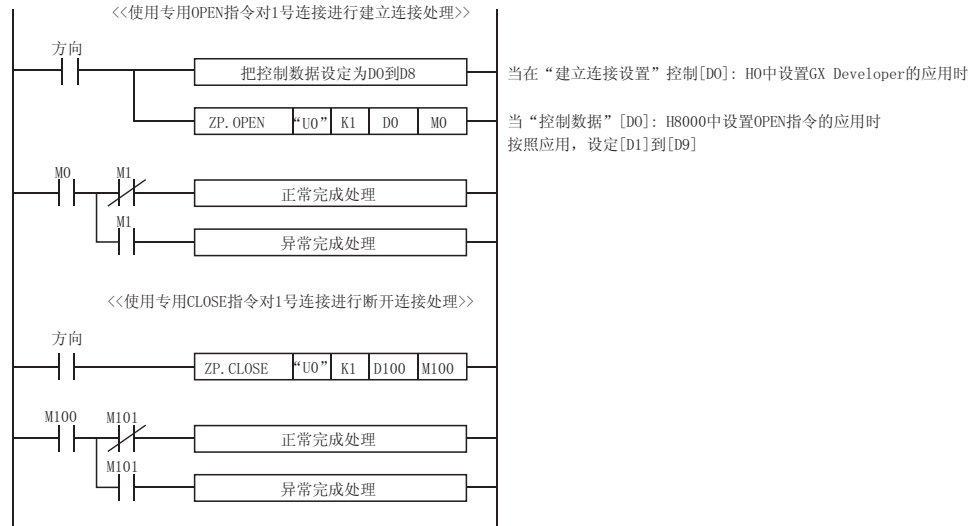 <<使用专用OPEN指令对1号连接进行建立连接处理>>
方向
把控制数据设定为D0到D8
当在“建立连接设置”控制[D0]: H0中设置GX Developer的应用时
ZP.OPEN “U0” K1 D0 M0
当“控制数据”[D0]: H8000中设置OPEN指令的应用时
按照应用, 设定[D1]到[D9]
M0 M1
正常完成处理
M1
异常完成处理
<<使用专用CLOSE指令对1号连接进行断开连接处理>>
方向
ZP.CLOSE “U0” K1 D100 M100
M100 M101
正常完成处理
M101
异常完成处理